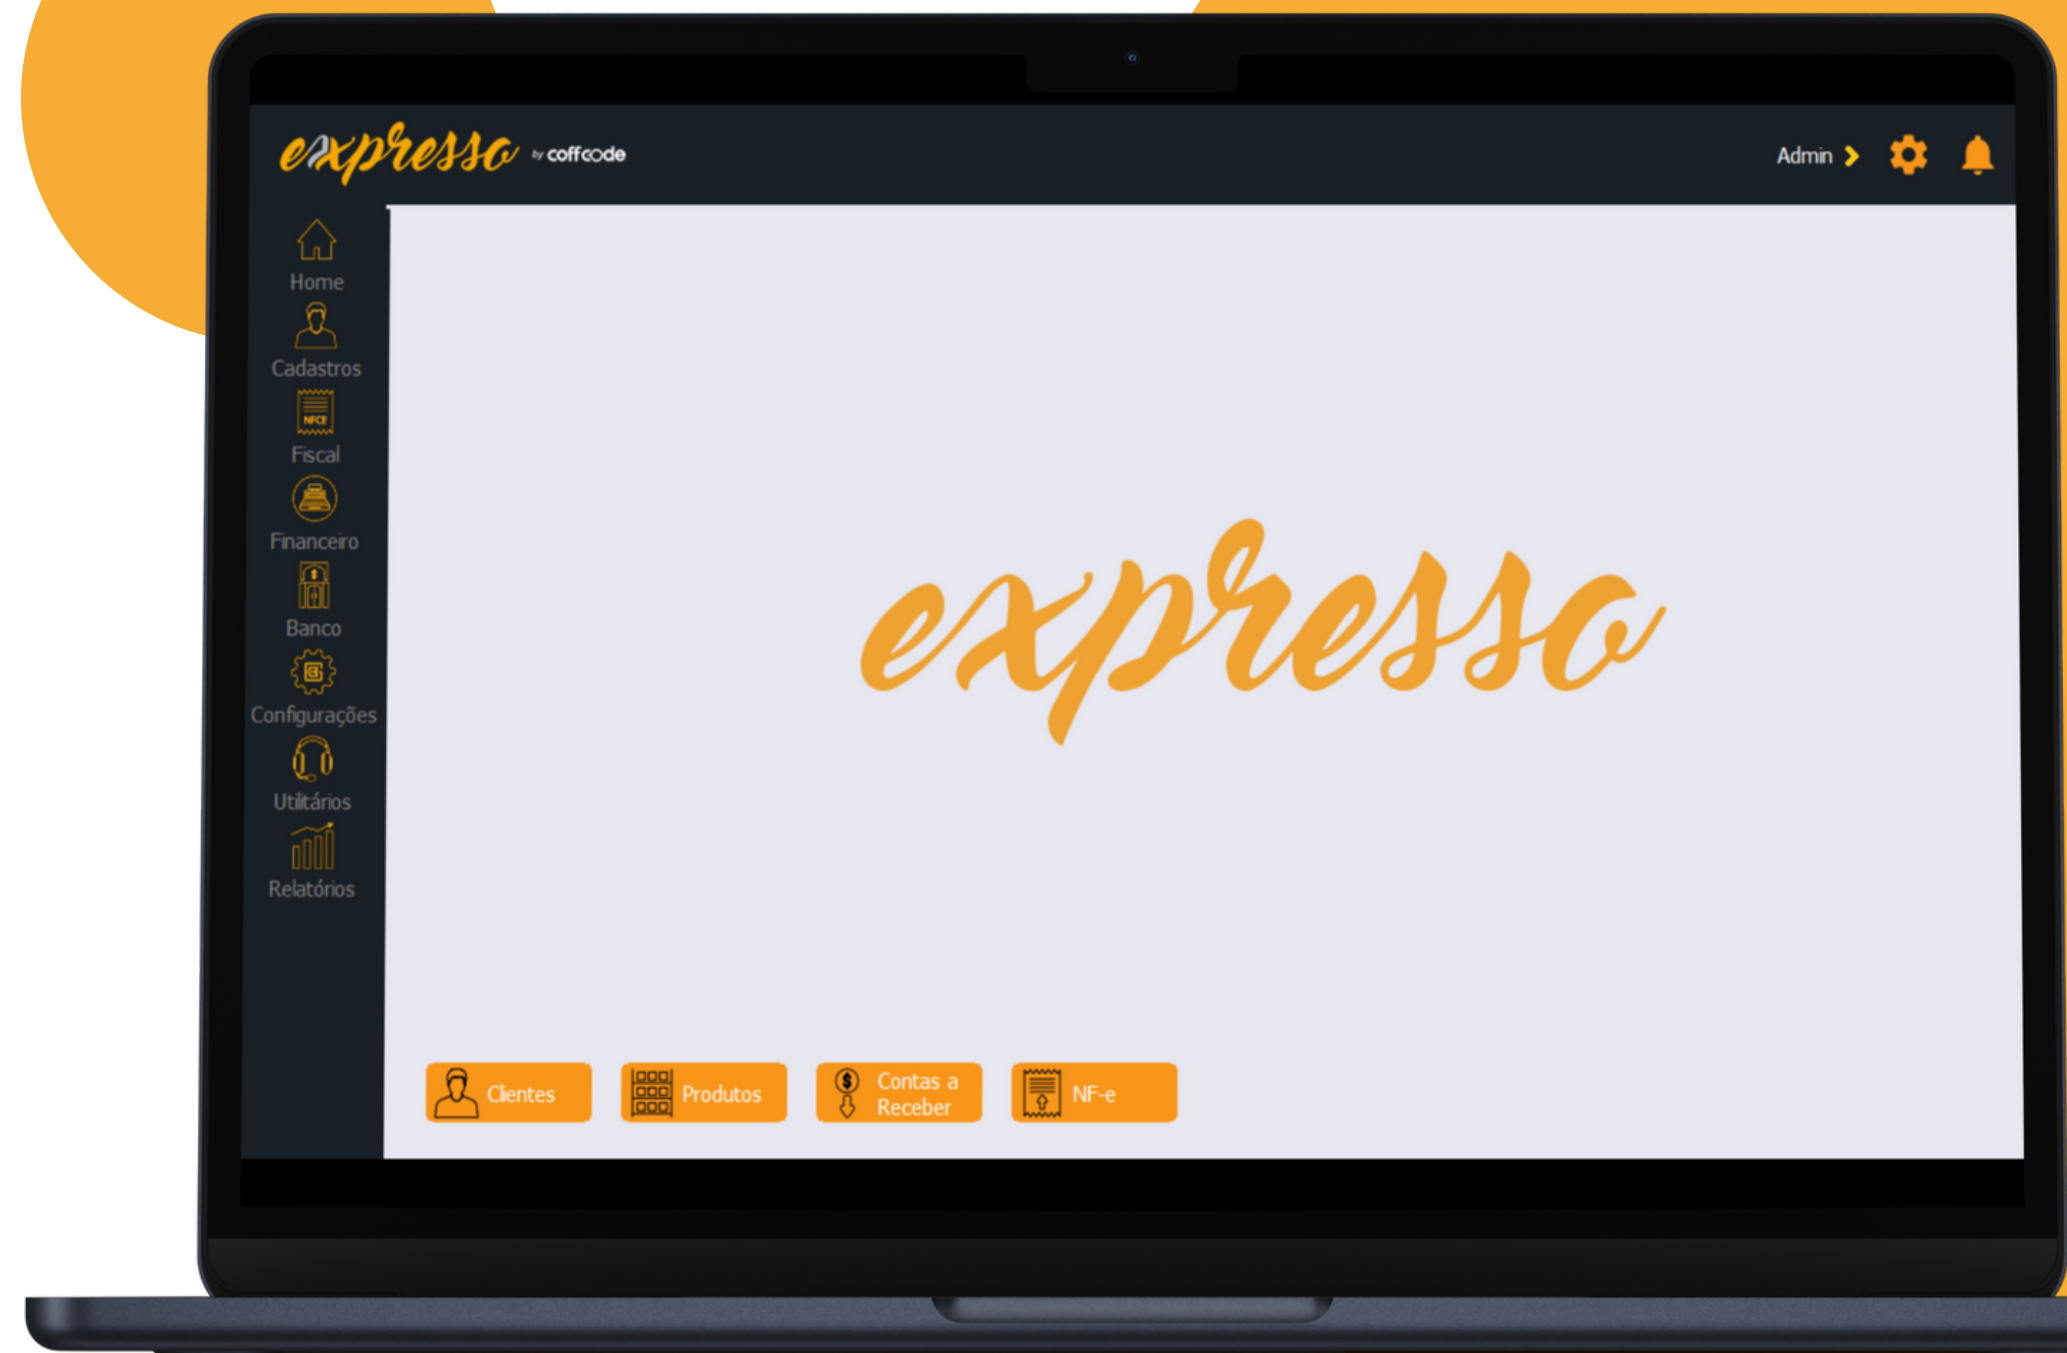 expresso by coffcode
Admin
Home
Cadastros
NFCE
Fiscal
Financeiro
Banco
Configurações
Utilitários
Relatórios
expresso
Clientes
Produtos
Contas a
Receber
NF-e